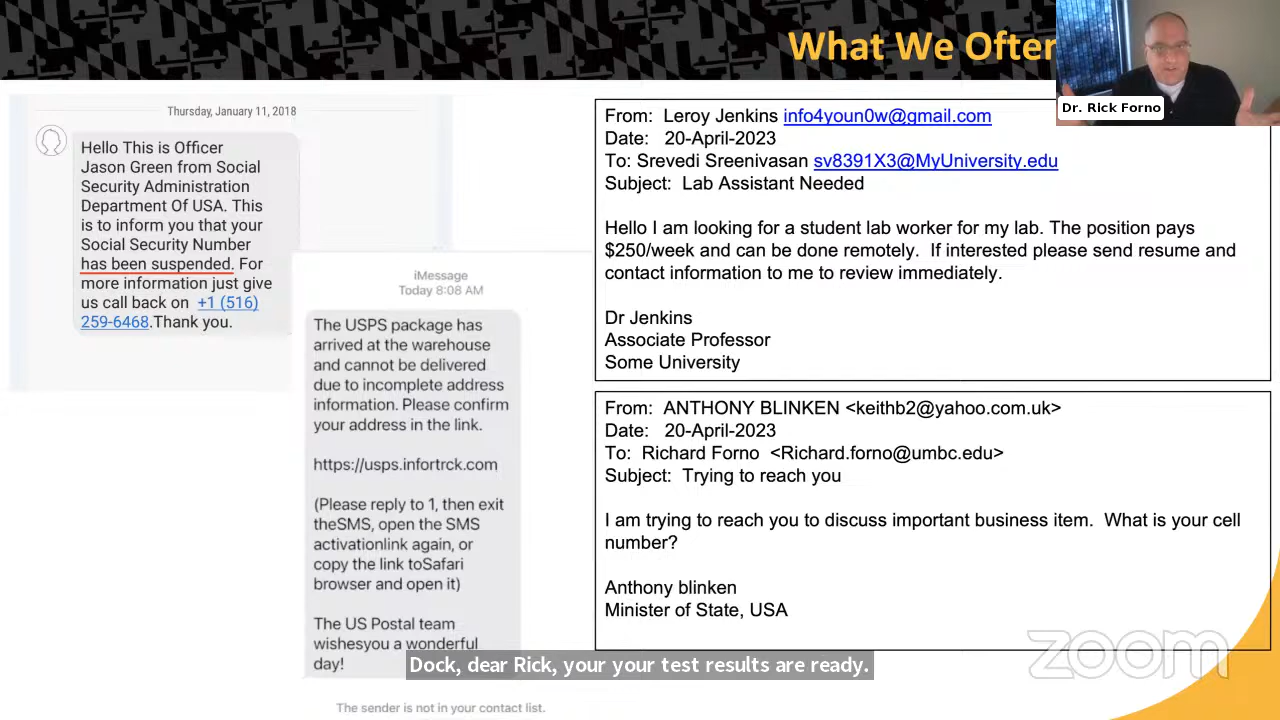 What We Ofte
Dr. Rick Forno
Thursday, January 11, 2018
Hello This is Officer
Jason Green from Social
Security Administration
Department Of USA. This
is to inform you that your
Social Security Number
has been suspended. For
more information just give
us call back on +1 (516)
259-6468.Thank you.
iMessage
Today 8:08 AM
The USPS package has
arrived at the warehouse
and cannot be delivered
due to incomplete address
information. Please confirm
your address in the link.
https://usps.infortrck.com
(Please reply to 1, then exit
theSMS, open the SMS
activationlink again, or
copy the link toSafari
browser and open it)
The US Postal team
wishesyou a wonderful
day!
The sender is not in your contact list.
From: Leroy Jenkins info4youn0w@gmail.com
Date: 20-April-2023
To: Srevedi Sreenivasan sv8391X3@MyUniversity.edu
Subject: Lab Assistant Needed
Hello I am looking for a student lab worker for my lab. The position pays
$250/week and can be done remotely. If interested please send resume and
contact information to me to review immediately.
Dr Jenkins
Associate Professor
Some University
From: ANTHONY BLINKEN <keithb2@yahoo.com.uk>
Date: 20-April-2023
To: Richard Forno <Richard.forno@umbc.edu>
Subject: Trying to reach you
I am trying to reach you to discuss important business item. What is your cell
number?
Anthony blinken
Minister of State, USA
zoom
Dock, dear Rick, your your test results are ready.